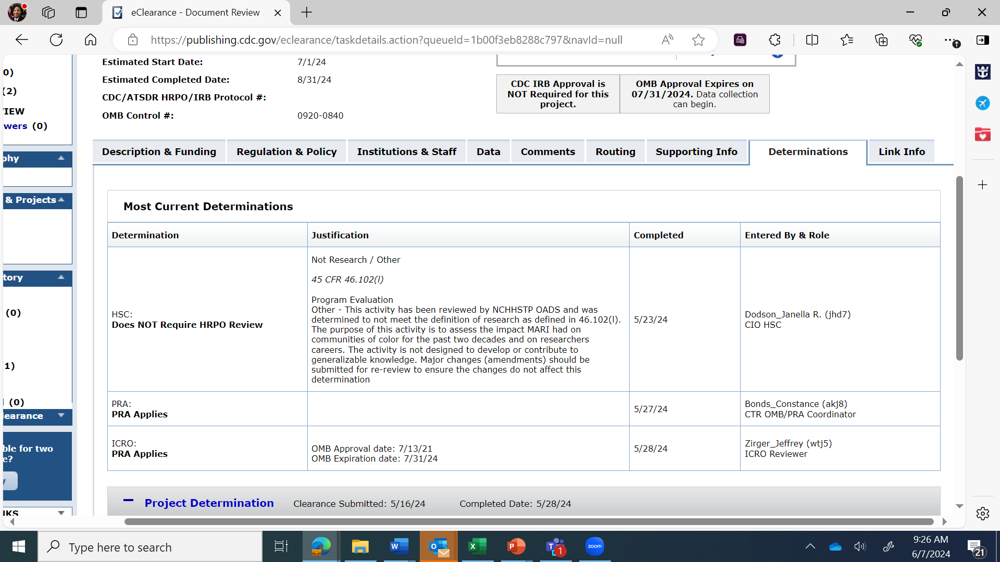 eClearance - Document Review
https://publishing.cdc.gov/eclearance/taskdetails.action?queueId=1b00f3eb8288c797&navId=null
0)
(2)
IEW
wers (0)
phy
& Projects
tory
(0)
1)
(0)
learance
ble for two
e?
NKS
Estimated Start Date: 7/1/24
Estimated Completed Date: 8/31/24
CDC/ATSDR HRPO/IRB Protocol #:
OMB Control #: 0920-0840
CDC IRB Approval is
NOT Required for this
project.
OMB Approval Expires on
07/31/2024. Data collection
can begin.
Description & Funding Regulation & Policy Institutions & Staff Data Comments Routing Supporting Info Determinations Link Info
Most Current Determinations
Determination Justification Completed Entered By & Role
HSC:
Does NOT Require HRPO Review
Not Research / Other
45 CFR 46.102(l)
Program Evaluation
Other - This activity has been reviewed by NCHHSTP OADS and was
determined to not meet the definition of research as defined in 46.102(l).
The purpose of this activity is to assess the impact MARI had on
communities of color for the past two decades and on researchers
careers. The activity is not designed to develop or contribute to
generalizable knowledge. Major changes (amendments) should be
submitted for re-review to ensure the changes do not affect this
determination
5/23/24
Dodson_Janella R. (jhd7)
CIO HSC
PRA:
PRA Applies
5/27/24
Bonds_Constance (akj8)
CTR OMB/PRA Coordinator
ICRO:
PRA Applies
OMB Approval date: 7/13/21
OMB Expiration date: 7/31/24
5/28/24
Zirger_Jeffrey (wtj5)
ICRO Reviewer
Project Determination Clearance Submitted: 5/16/24 Completed Date: 5/28/24
Type here to search
zoom
1
9:26 AM
6/7/2024
21